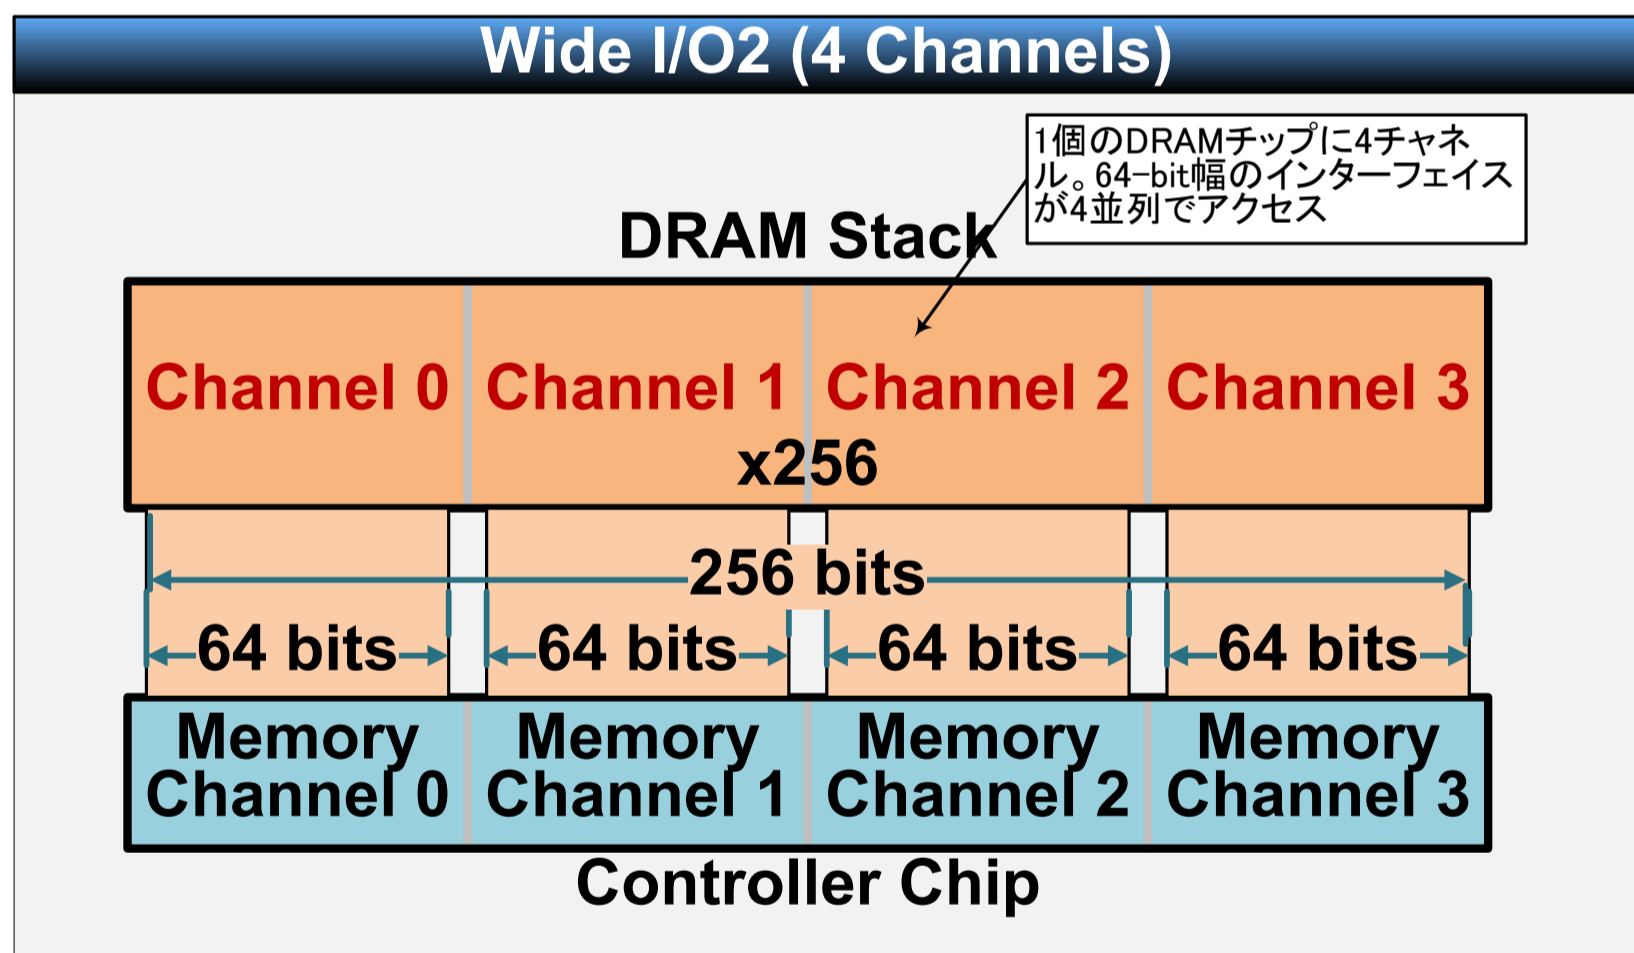 Wide I/O2 (4 Channels)
1個のDRAMチップに4チャネ
ル。64-bit幅のインターフェイス
が4並列でアクセス
DRAM Stack
Channel 0 Channel 1 Channel 2 Channel 3
x256
256 bits
64 bits 64 bits 64 bits 64 bits
Memory Memory Memory Memory
Channel 0 Channel 1 Channel 2 Channel 3
Controller Chip